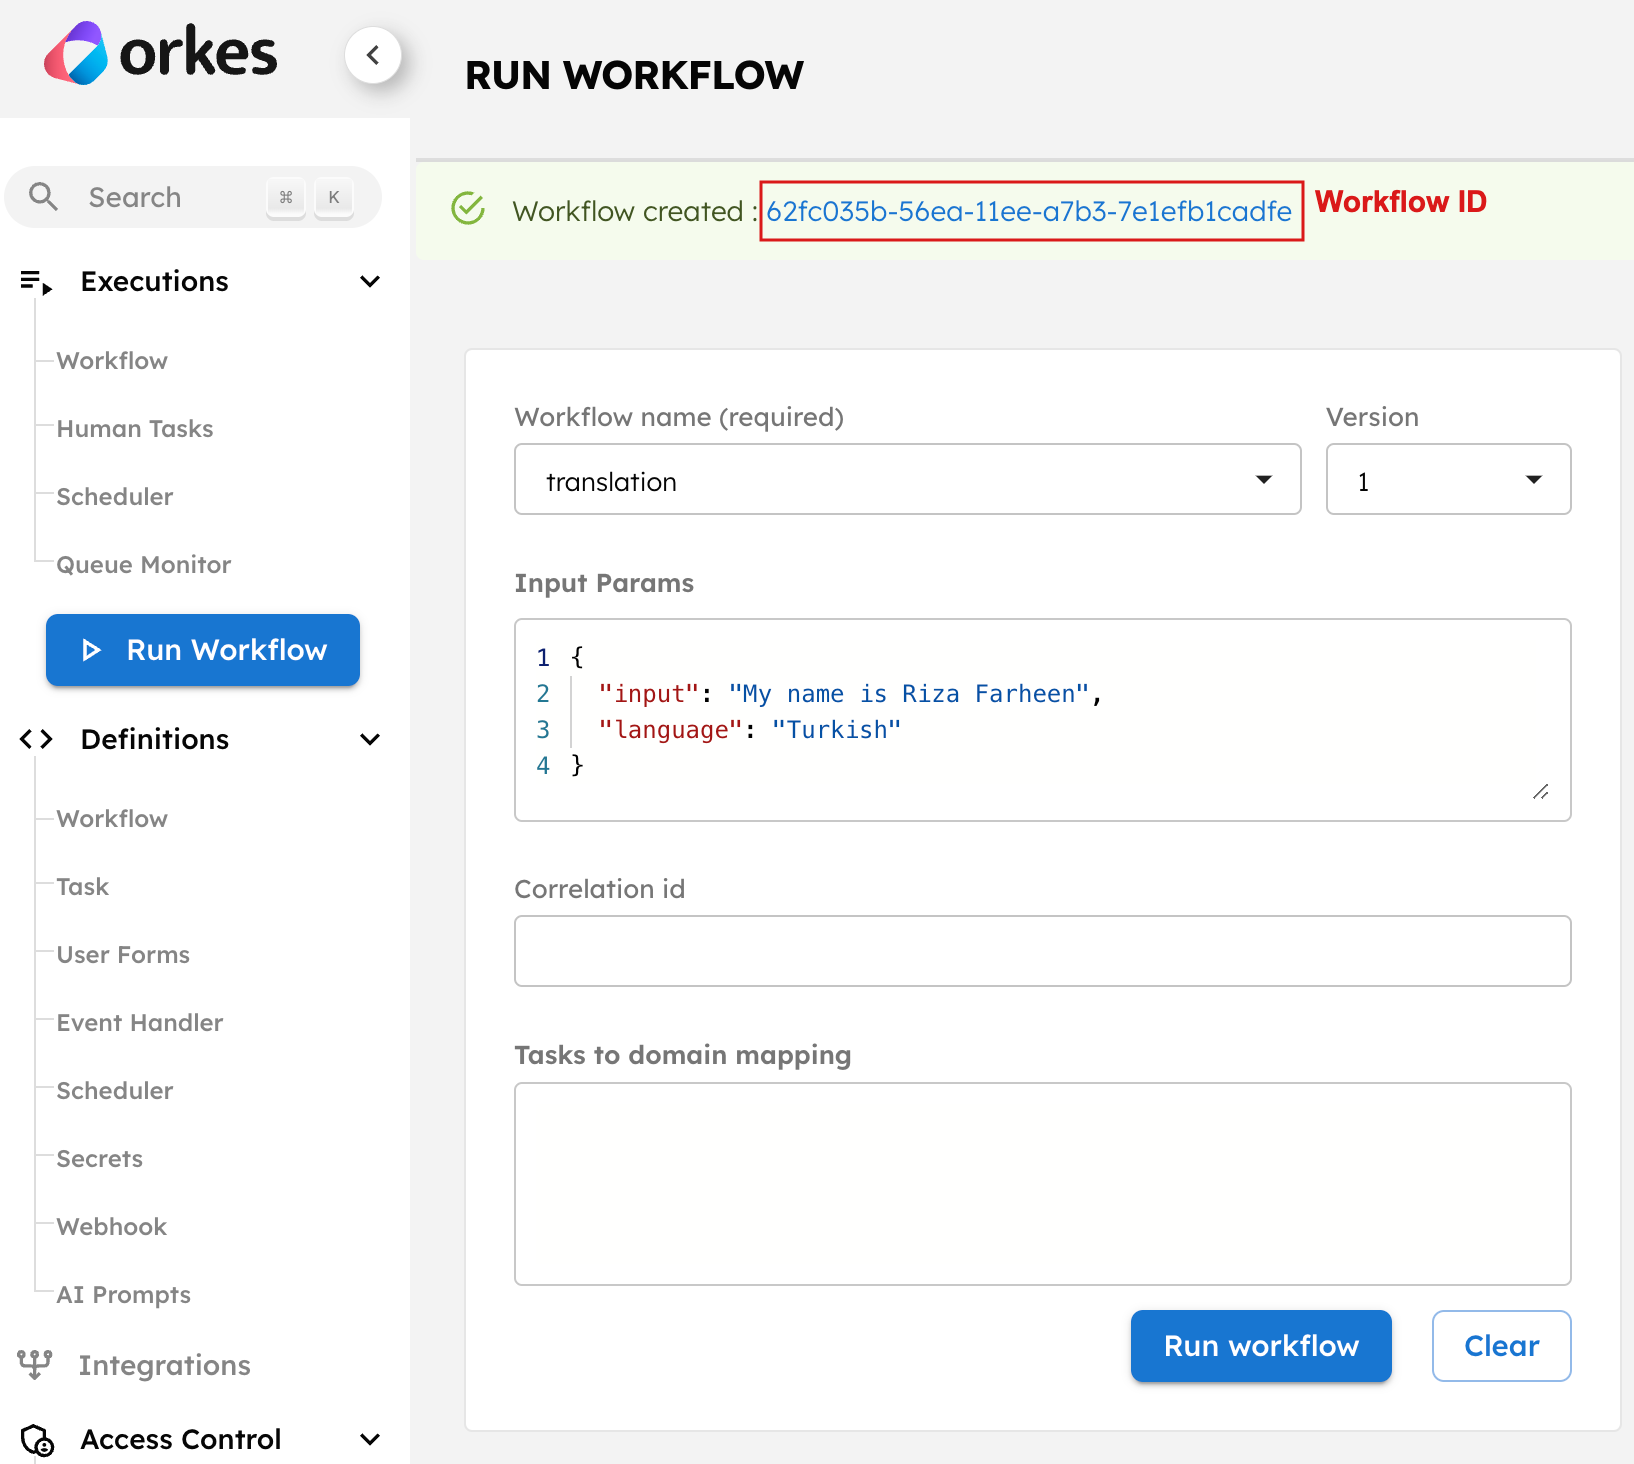 orkes
Search ⌘ K
Executions
Workflow
Human Tasks
Scheduler
Queue Monitor
Run Workflow
Definitions
Workflow
Task
User Forms
Event Handler
Scheduler
Secrets
Webhook
AI Prompts
Integrations
Access Control
RUN WORKFLOW
Workflow created : 62fc035b-56ea-11ee-a7b3-7e1efb1cadfe Workflow ID
Workflow name (required) Version
translation 1
Input Params
1 {
2 "input": "My name is Riza Farheen",
3 "language": "Turkish"
4 }
Correlation id
Tasks to domain mapping
Run workflow Clear